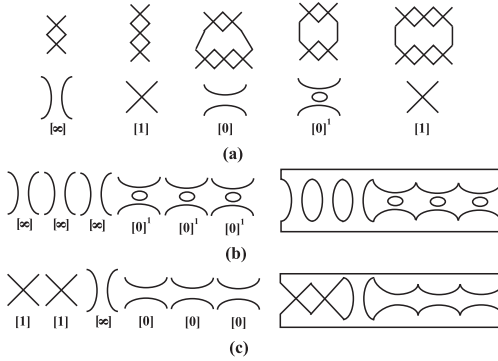 [∞] [1] [0] [0]¹ [1]
(a)
[∞] [∞] [∞] [0]¹ [0]¹ [0]¹
(b)
[1] [1] [∞] [0] [0] [0]
(c)